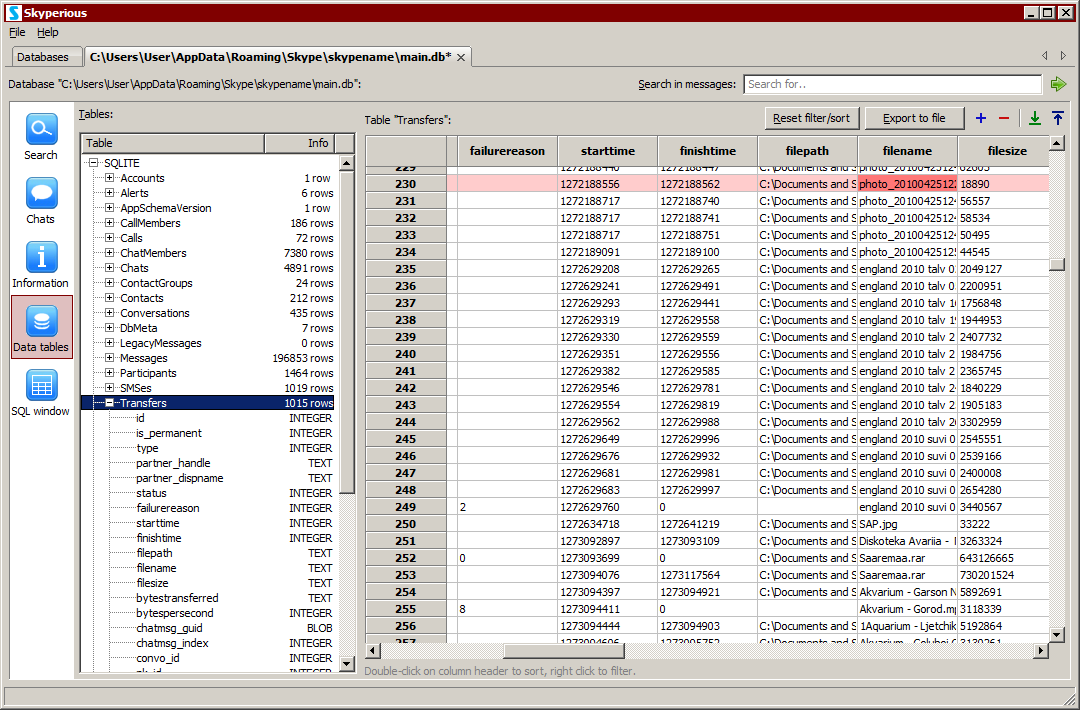 Skyperious
File Help
Databases C:\Users\User\AppData\Roaming\Skype\skypename\main.db*
Database "C:\Users\User\AppData\Roaming\Skype\skypename\main.db": Search in messages: Search for..
Search
Chats
Information
Data tables
SQL window
Tables:
Table Info
SQLITE
Accounts 1 row
Alerts 6 rows
AppSchemaVersion 1 row
CallMembers 186 rows
Calls 72 rows
ChatMembers 7380 rows
Chats 4891 rows
ContactGroups 24 rows
Contacts 212 rows
Conversations 435 rows
DbMeta 7 rows
LegacyMessages 0 rows
Messages 196853 rows
Participants 1464 rows
SMSes 1019 rows
Transfers 1015 rows
id INTEGER
is_permanent INTEGER
type INTEGER
partner_handle TEXT
partner_dispname TEXT
status INTEGER
failurereason INTEGER
starttime INTEGER
finishtime INTEGER
filepath TEXT
filename TEXT
filesize TEXT
bytestransferred TEXT
bytespersecond INTEGER
chatmsg_guid BLOB
chatmsg_index INTEGER
convo_id INTEGER
Table "Transfers": Reset filter/sort Export to file
failurereason starttime finishtime filepath filename filesize
230 1272188556 1272188562 C:\Documents and S photo_2010042512 18890
231 1272188717 1272188740 C:\Documents and S photo_20100425124 56557
232 1272188717 1272188741 C:\Documents and S photo_20100425124 58534
233 1272188717 1272188751 C:\Documents and S photo_20100425124 50495
234 1272189091 1272189100 C:\Documents and S photo_2010042512 44545
235 1272629208 1272629265 C:\Documents and S england 2010 talv 0 2049127
236 1272629241 1272629491 C:\Documents and S england 2010 talv 0 2200951
237 1272629293 1272629441 C:\Documents and S england 2010 talv 1 1756848
238 1272629319 1272629558 C:\Documents and S england 2010 talv 1 1944953
239 1272629330 1272629559 C:\Documents and S england 2010 talv 2 2407732
240 1272629351 1272629556 C:\Documents and S england 2010 talv 2 1984756
241 1272629382 1272629585 C:\Documents and S england 2010 talv 2 2365745
242 1272629546 1272629781 C:\Documents and S england 2010 talv 2 1840229
243 1272629554 1272629819 C:\Documents and S england 2010 talv 2 1905183
244 1272629562 1272629988 C:\Documents and S england 2010 talv 2 3302959
245 1272629649 1272629996 C:\Documents and S england 2010 suvi 0 2545551
246 1272629676 1272629932 C:\Documents and S england 2010 suvi 0 2539166
247 1272629681 1272629981 C:\Documents and S england 2010 suvi 0 2400008
248 1272629683 1272629997 C:\Documents and S england 2010 suvi 0 2654280
249 2 1272629760 0 england 2010 suvi 0 3440567
250 1272634718 1272641219 C:\Documents and S SAP.jpg 33222
251 1273092897 1273093109 C:\Documents and S Diskoteka Avariia - 3263324
252 0 1273093699 0 C:\Documents and S Saaremaa.rar 643126665
253 1273094076 1273117564 C:\Documents and S Saaremaa.rar 730201524
254 1273094397 1273094921 C:\Documents and S Akvarium - Garson N 5892691
255 8 1273094411 0 Akvarium - Gorod.mp 3118339
256 1273094444 1273094903 C:\Documents and S 1Aquarium - Ljetchik 5192864
Double-click on column header to sort, right click to filter.